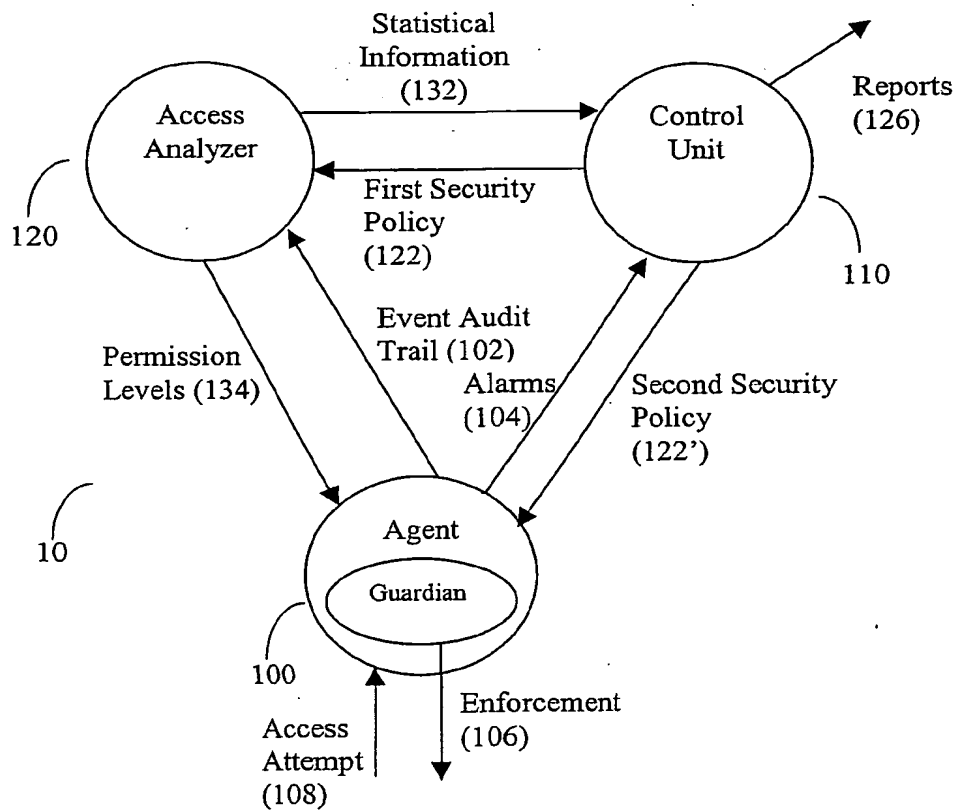 Statistical
Information
(132)
Reports
(126)
Access
Analyzer
Control
Unit
First Security
Policy
(122)
120
110
Event Audit
Trail (102)
Permission
Levels (134)
Alarms
(104)
Second Security
Policy
(122’)
10
Agent
Guardian
100
Access
Attempt
(108)
Enforcement
(106)